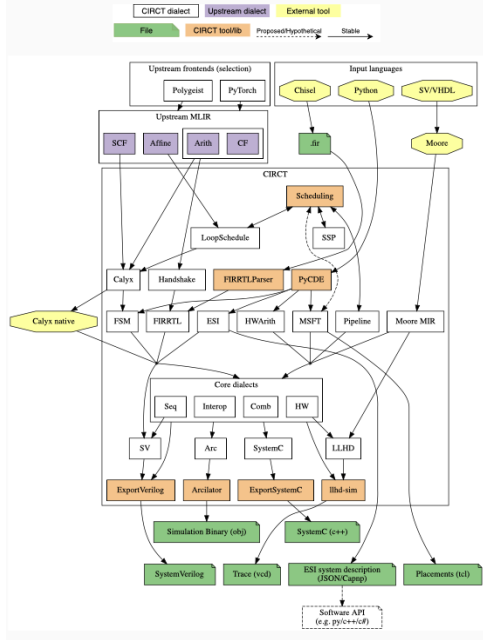 CIRCT dialect
Upstream dialect
External tool
File
CIRCT tool/lib
Proposed/Hypothetical
Stable
Upstream frontends (selection)
Polygeist
PyTorch
Input languages
Chisel
Python
SV/VHDL
Upstream MLIR
SCF
Affine
Arith
CF
.fir
Moore
CIRCT
Scheduling
LoopSchedule
SSP
Calyx
Handshake
FIRRTLParser
PyCDE
Calyx native
FSM
FIRRTL
ESI
HWArith
MSFT
Pipeline
Moore MIR
Core dialects
Seq
Interop
Comb
HW
SV
Arc
SystemC
LLHD
ExportVerilog
Arcilator
ExportSystemC
llhd-sim
Simulation Binary (obj)
SystemC (c++)
SystemVerilog
Trace (vcd)
ESI system description
(JSON/Capnp)
Placements (tcl)
Software API
(e.g. py/c++/c#)